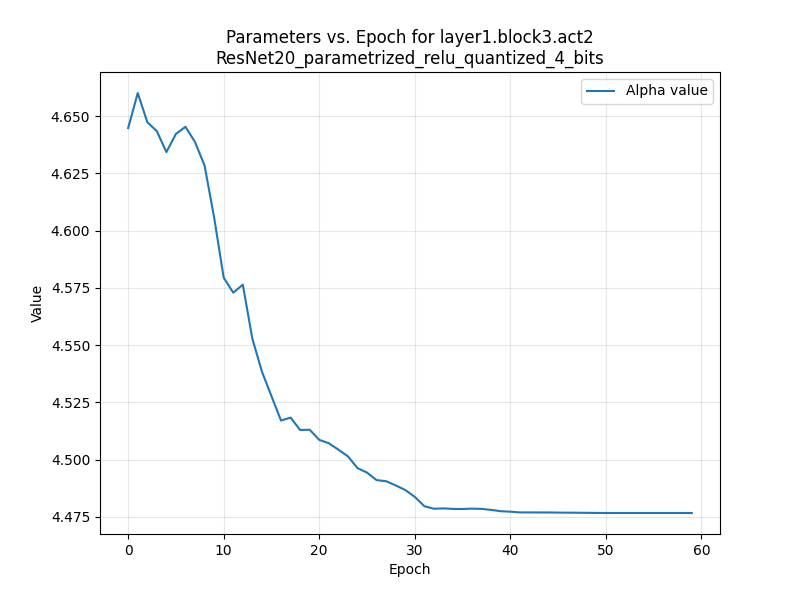 Parameters vs. Epoch for layer1.block3.act2
ResNet20_parametrized_relu_quantized_4_bits
Alpha value
4.650
4.625
4.600
4.575
4.550
4.525
4.500
4.475
Value
0 10 20 30 40 50 60
Epoch